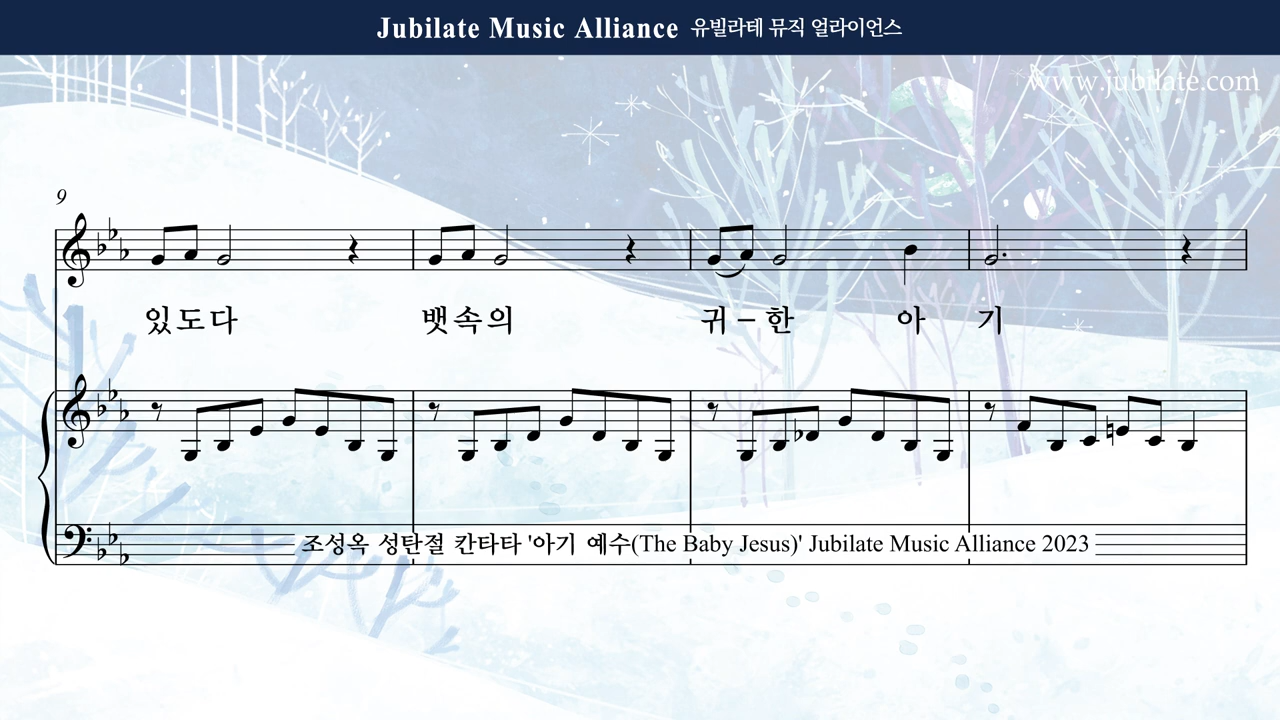 Jubilate Music Alliance 유빌라테 뮤직 얼라이언스
www.jubilate.com
9
있도다 뱃속의 귀-한 아 기
조성옥 성탄절 칸타타 '아기 예수(The Baby Jesus)' Jubilate Music Alliance 2023